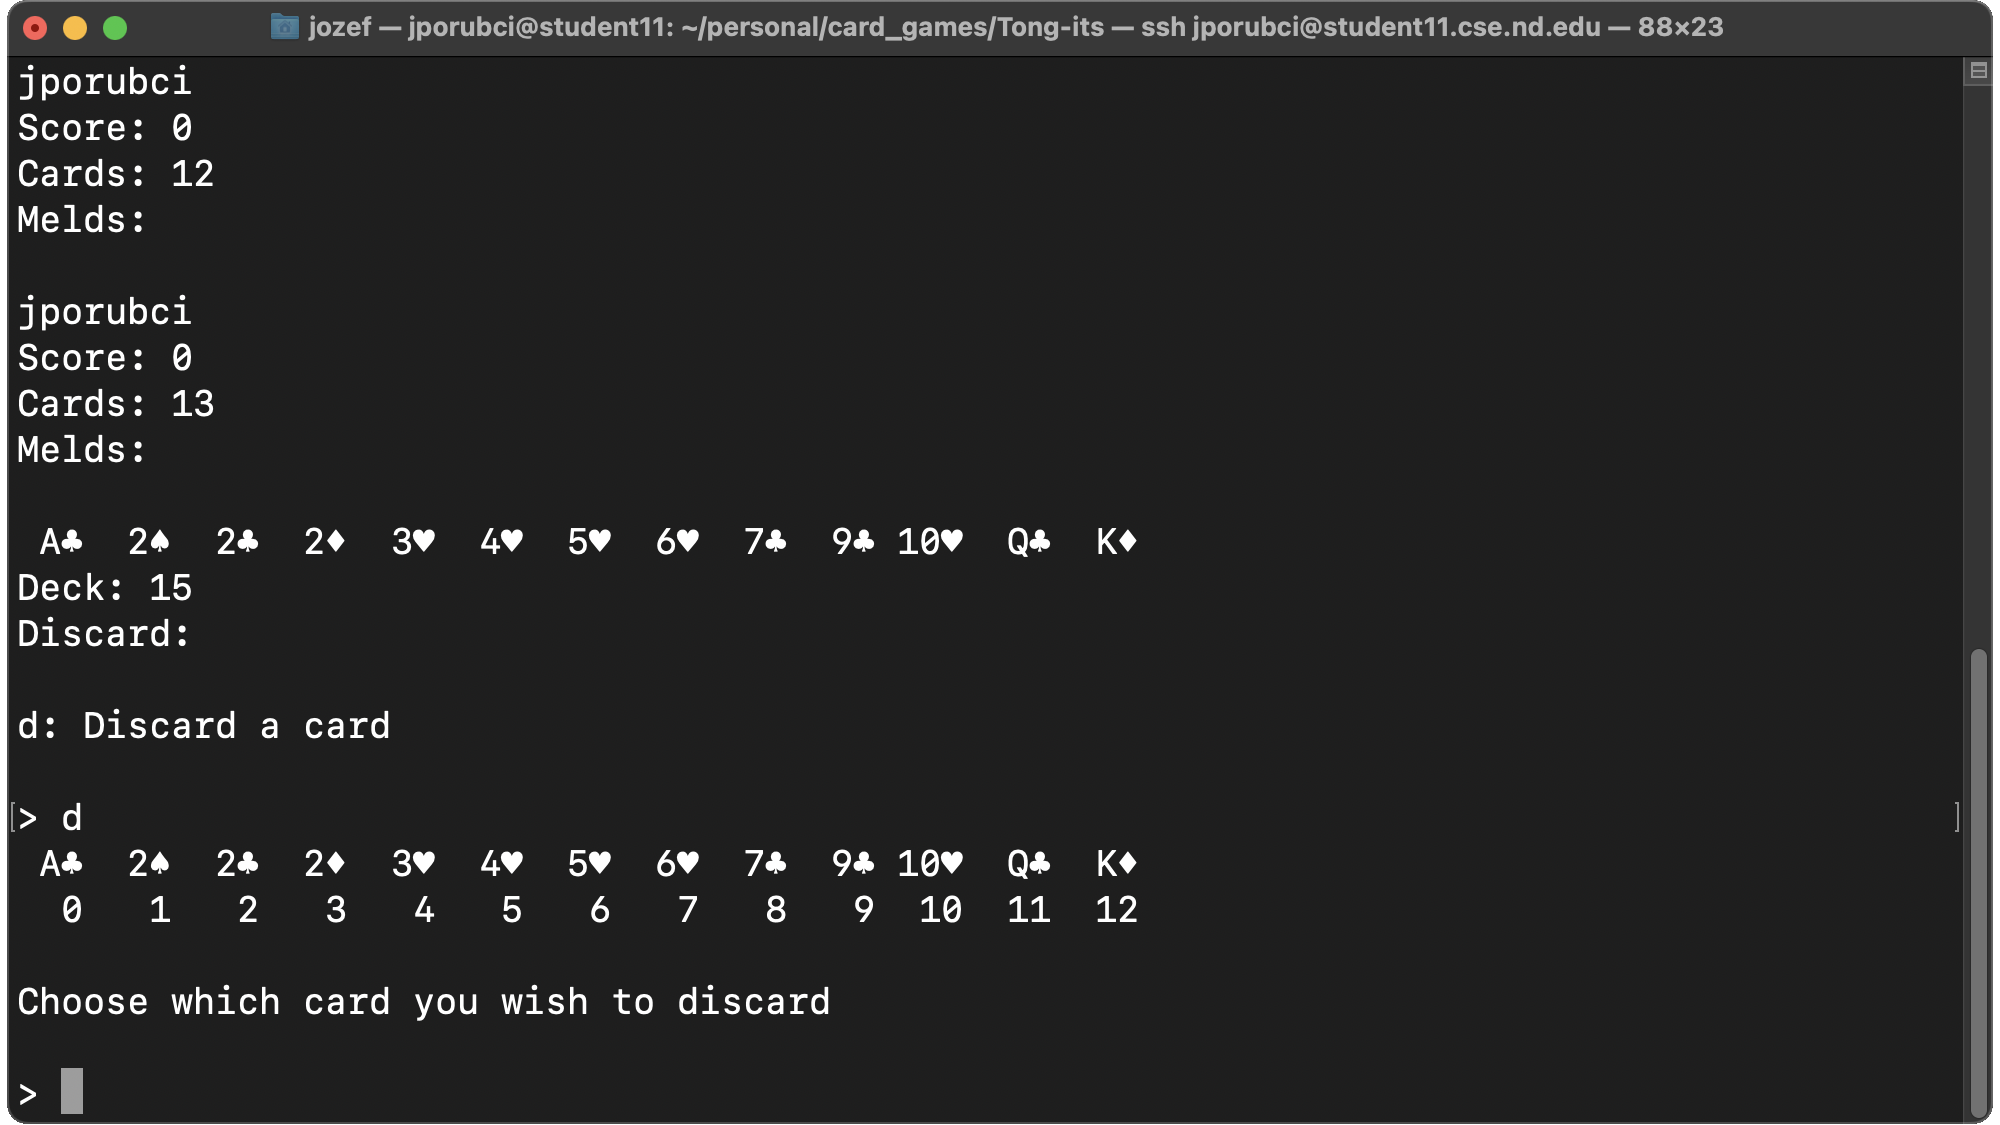 jozef — jporubci@student11: ~/personal/card_games/Tong-its — ssh jporubci@student11.cse.nd.edu — 88×23
jporubci
Score: 0
Cards: 12
Melds:
jporubci
Score: 0
Cards: 13
Melds:
A♣ 2♠ 2♣ 2♦ 3♥ 4♥ 5♥ 6♥ 7♣ 9♣ 10♥ Q♣ K♦
Deck: 15
Discard:
d: Discard a card
[> d ]
A♣ 2♠ 2♣ 2♦ 3♥ 4♥ 5♥ 6♥ 7♣ 9♣ 10♥ Q♣ K♦
0 1 2 3 4 5 6 7 8 9 10 11 12
Choose which card you wish to discard
>